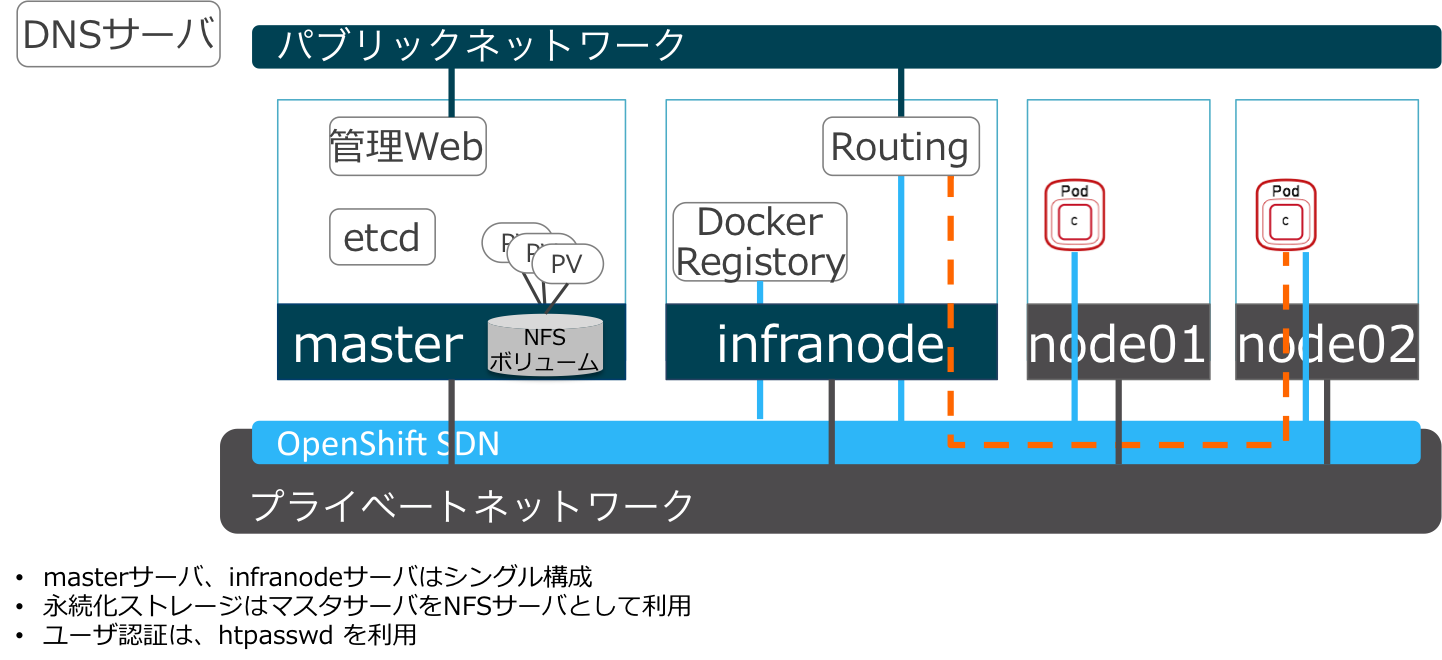 DNSサーバ
パブリックネットワーク
管理Web
Routing
Pod
c
Pod
c
etcd
Docker
Registory
PV
PV
PV
master
NFS
ボリューム
infranode
node01
node02
OpenShift SDN
プライベートネットワーク
• masterサーバ、infranodeサーバはシングル構成
• 永続化ストレージはマスタサーバをNFSサーバとして利用
• ユーザ認証は、htpasswd を利用